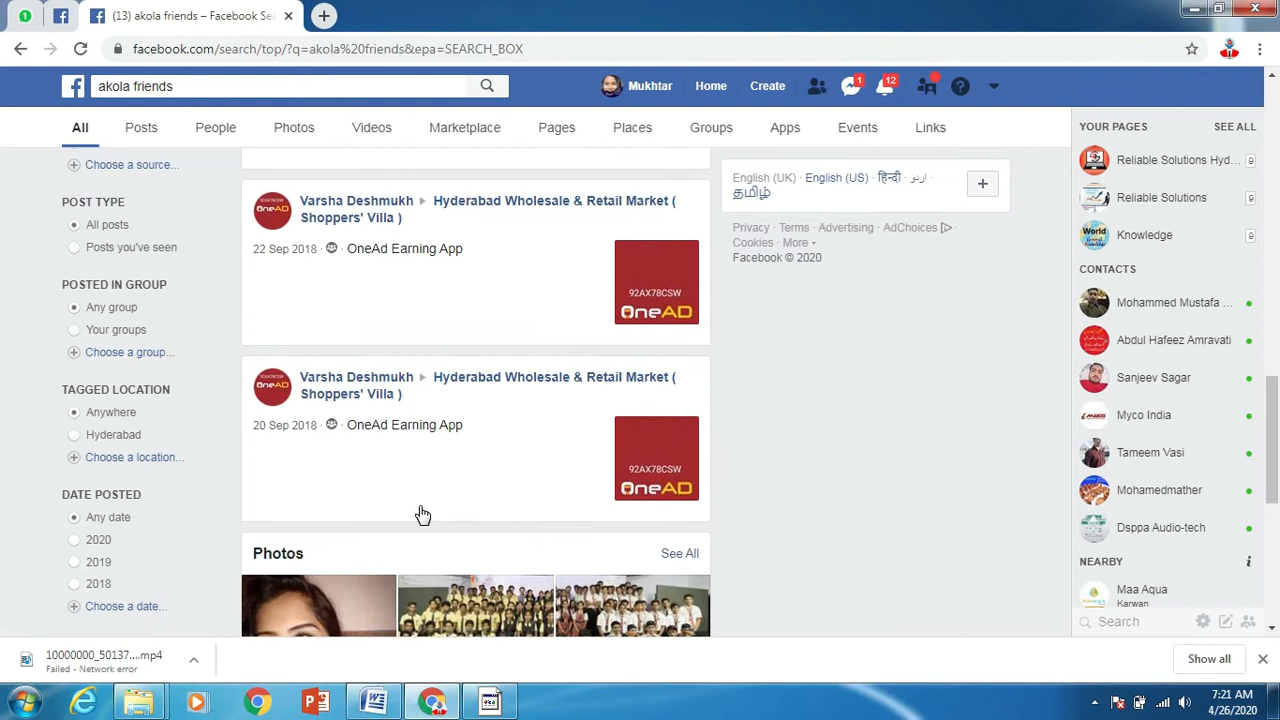 (13) akola friends – Facebook Sea
facebook.com/search/top/?q=akola%20friends&epa=SEARCH_BOX
akola friends
Mukhtar
Home
Create
1
12
All
Posts
People
Photos
Videos
Marketplace
Pages
Places
Groups
Apps
Events
Links
Choose a source...
POST TYPE
All posts
Posts you've seen
POSTED IN GROUP
Any group
Your groups
Choose a group...
TAGGED LOCATION
Anywhere
Hyderabad
Choose a location...
DATE POSTED
Any date
2020
2019
2018
Choose a date...
Varsha Deshmukh ▸ Hyderabad Wholesale & Retail Market (
Shoppers' Villa )
22 Sep 2018 · OneAd Earning App
92AX78CSW
OneAD
Varsha Deshmukh ▸ Hyderabad Wholesale & Retail Market (
Shoppers' Villa )
20 Sep 2018 · OneAd Earning App
92AX78CSW
OneAD
Photos
See All
English (UK) · English (US) · हिन्दी · اردو ·
தமிழ்
Privacy · Terms · Advertising · AdChoices ·
Cookies · More
Facebook © 2020
YOUR PAGES
SEE ALL
Reliable Solutions Hyd...
9
Reliable Solutions
Knowledge
9
World
CONTACTS
Mohammed Mustafa ...
Abdul Hafeez Amravati
Sanjeev Sagar
Myco India
Tameem Vasi
Mohamedmather
Dsppa Audio-tech
NEARBY
Maa Aqua
Karwan
Search
10000000_50137....mp4
Failed - Network error
Show all
7:21 AM
4/26/2020